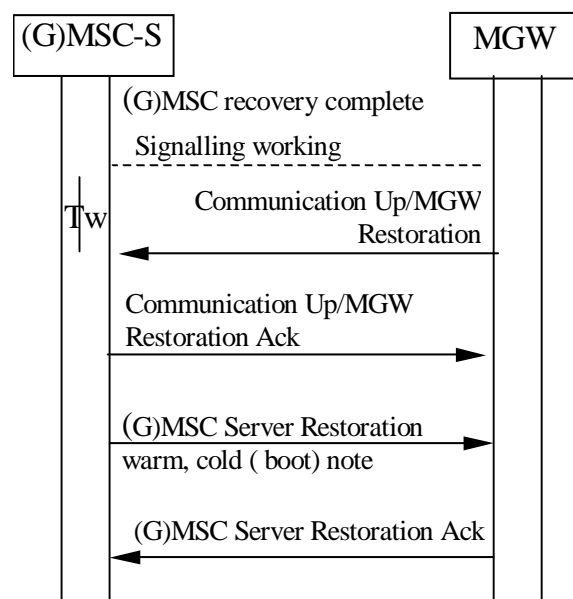 (G)MSC-S
MGW
(G)MSC recovery complete
Signalling working
Tw
Communication Up/MGW
Restoration
Communication Up/MGW
Restoration Ack
(G)MSC Server Restoration
warm, cold ( boot) note
(G)MSC Server Restoration Ack